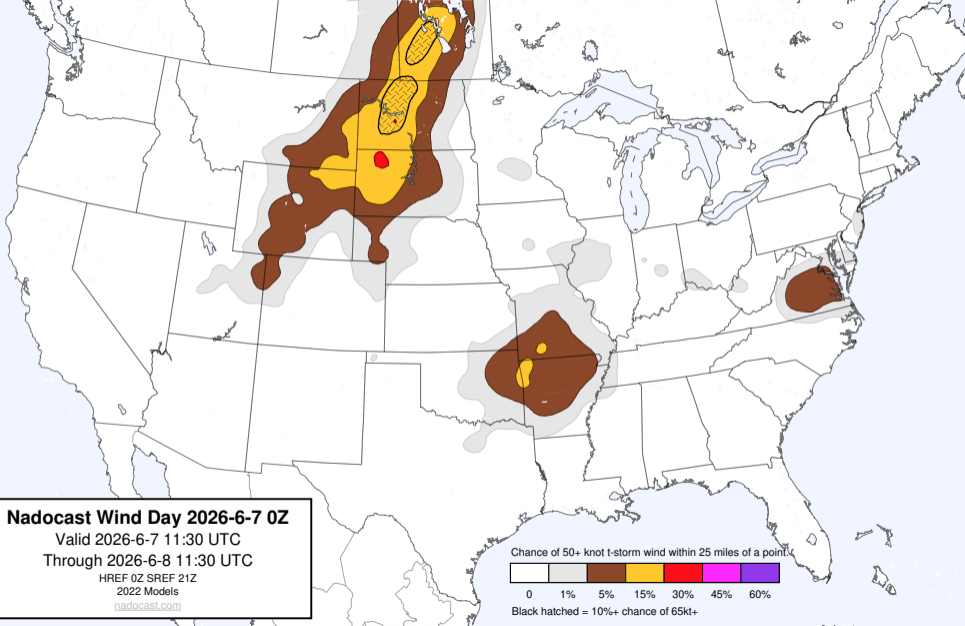 Nadocast Wind Day 2026-6-7 0Z
Valid 2026-6-7 11:30 UTC
Through 2026-6-8 11:30 UTC
HREF 0Z SREF 21Z
2022 Models
nadocast.com
Chance of 50+ knot t-storm wind within 25 miles of a point.
0 1% 5% 15% 30% 45% 60%
Black hatched = 10%+ chance of 65kt+